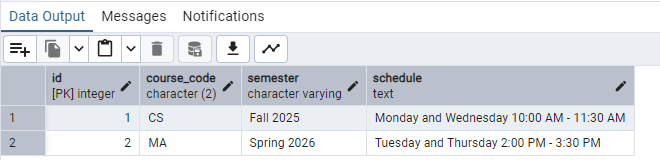 Data Output Messages Notifications
id course_code semester schedule
[PK] integer character (2) character varying text
1 1 CS Fall 2025 Monday and Wednesday 10:00 AM - 11:30 AM
2 2 MA Spring 2026 Tuesday and Thursday 2:00 PM - 3:30 PM